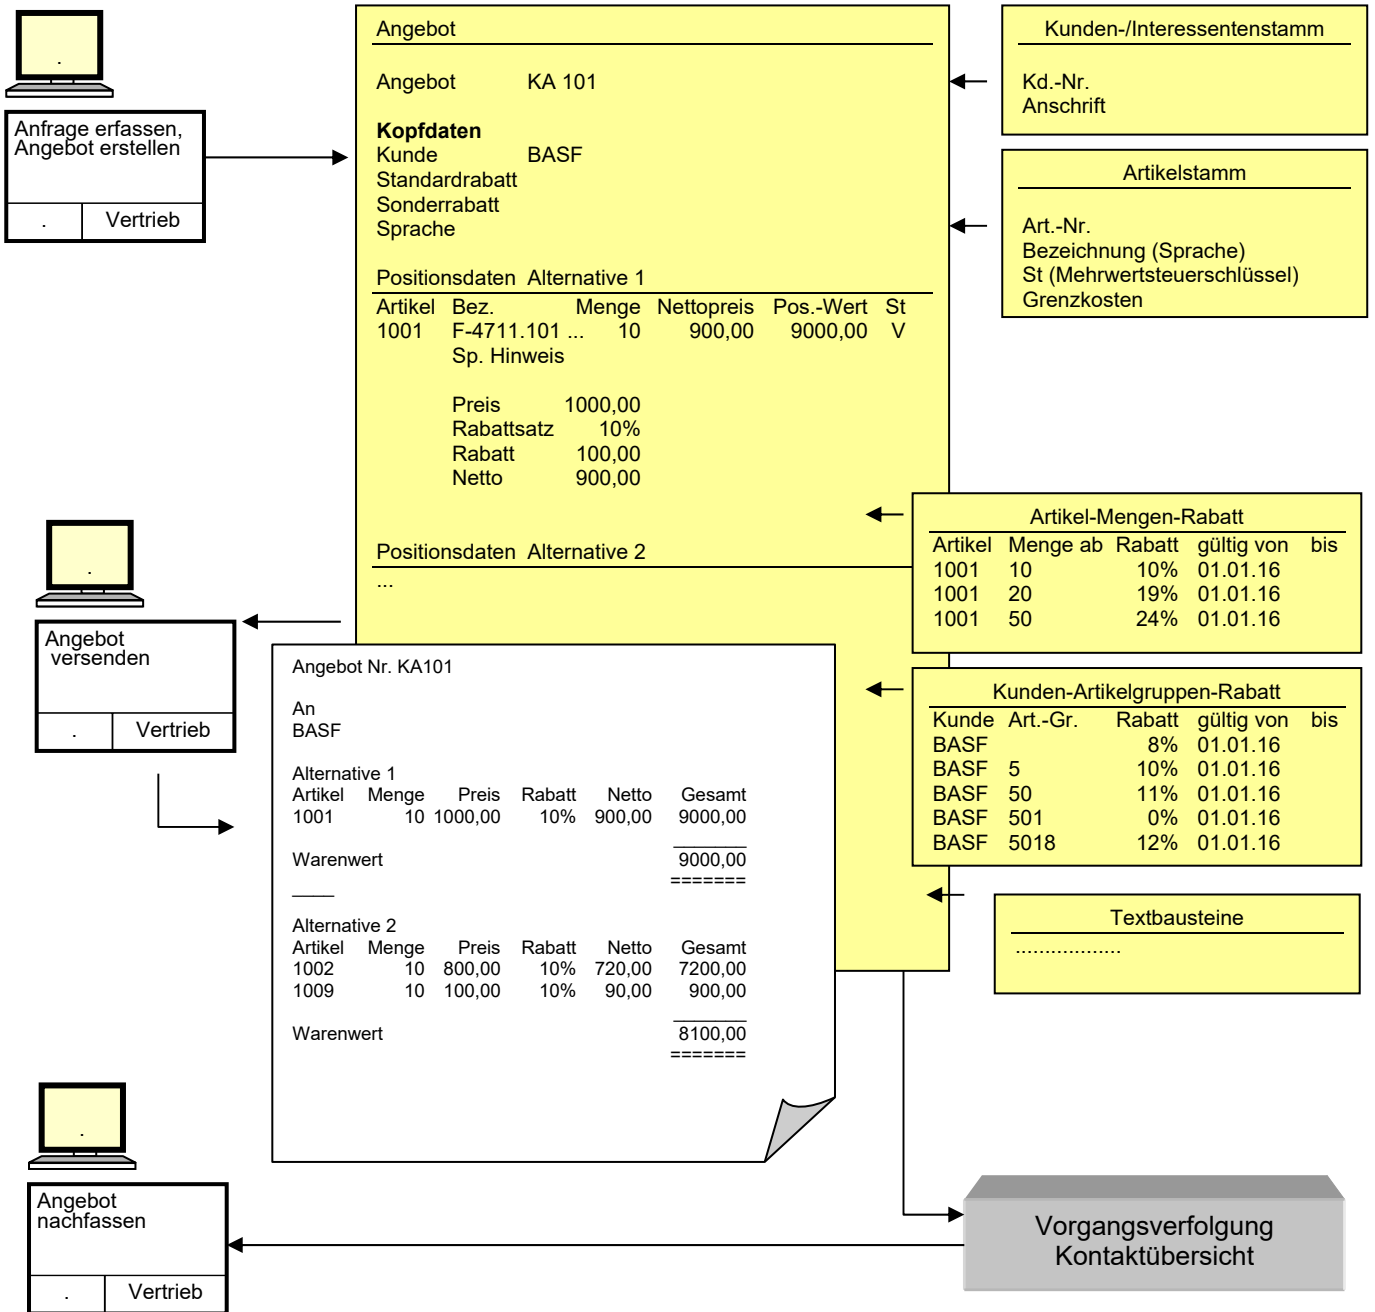 .
Anfrage erfassen,
Angebot erstellen
. Vertrieb
Angebot
Angebot KA 101
Kopfdaten
Kunde BASF
Standardrabatt
Sonderrabatt
Sprache
Positionsdaten Alternative 1
Artikel Bez. Menge Nettopreis Pos.-Wert St
1001 F-4711.101 ... 10 900,00 9000,00 V
Sp. Hinweis
Preis 1000,00
Rabattsatz 10%
Rabatt 100,00
Netto 900,00
Positionsdaten Alternative 2
...
Kunden-/Interessentenstamm
Kd.-Nr.
Anschrift
Artikelstamm
Art.-Nr.
Bezeichnung (Sprache)
St (Mehrwertsteuerschlüssel)
Grenzkosten
Artikel-Mengen-Rabatt
Artikel Menge ab Rabatt gültig von bis
1001 10 10% 01.01.16
1001 20 19% 01.01.16
1001 50 24% 01.01.16
Kunden-Artikelgruppen-Rabatt
Kunde Art.-Gr. Rabatt gültig von bis
BASF 8% 01.01.16
BASF 5 10% 01.01.16
BASF 50 11% 01.01.16
BASF 501 0% 01.01.16
BASF 5018 12% 01.01.16
Textbausteine
..................
.
Angebot
versenden
. Vertrieb
Angebot Nr. KA101
An
BASF
Alternative 1
Artikel Menge Preis Rabatt Netto Gesamt
1001 10 1000,00 10% 900,00 9000,00
Warenwert 9000,00
=======
Alternative 2
Artikel Menge Preis Rabatt Netto Gesamt
1002 10 800,00 10% 720,00 7200,00
1009 10 100,00 10% 90,00 900,00
Warenwert 8100,00
=======
.
Angebot
nachfassen
. Vertrieb
Vorgangsverfolgung
Kontaktübersicht